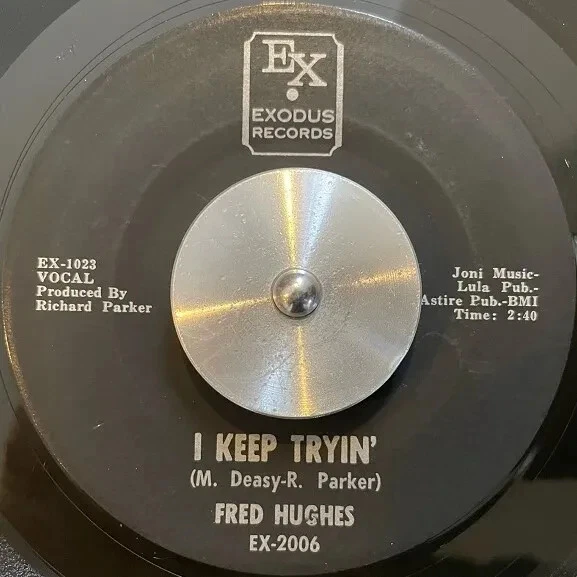 EX
EXODUS
RECORDS
EX-1023
VOCAL
Produced By
Richard Parker
Joni Music-
Lula Pub.-
Astire Pub.-BMI
Time: 2:40
I KEEP TRYIN'
(M. Deasy-R. Parker)
FRED HUGHES
EX-2006